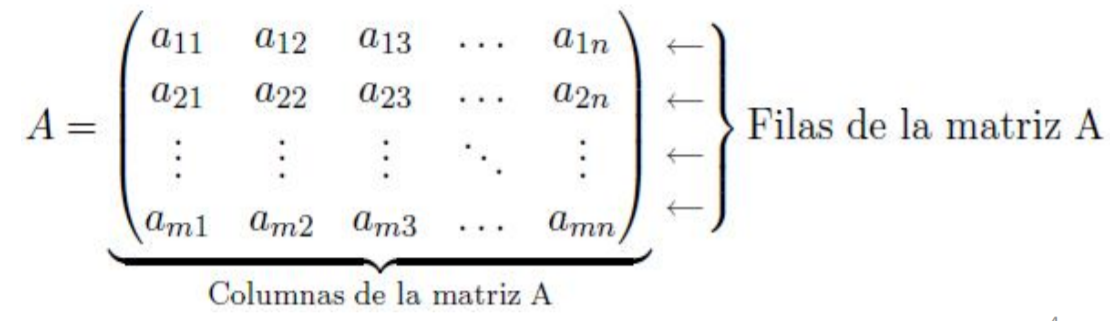 a₁₁ a₁₂ a₁₃ … a₁ₙ ←
a₂₁ a₂₂ a₂₃ … a₂ₙ ←
A = ⋮ ⋮ ⋮ ⋱ ⋮ ← Filas de la matriz A
aₘ₁ aₘ₂ aₘ₃ … aₘₙ ←
Columnas de la matriz A